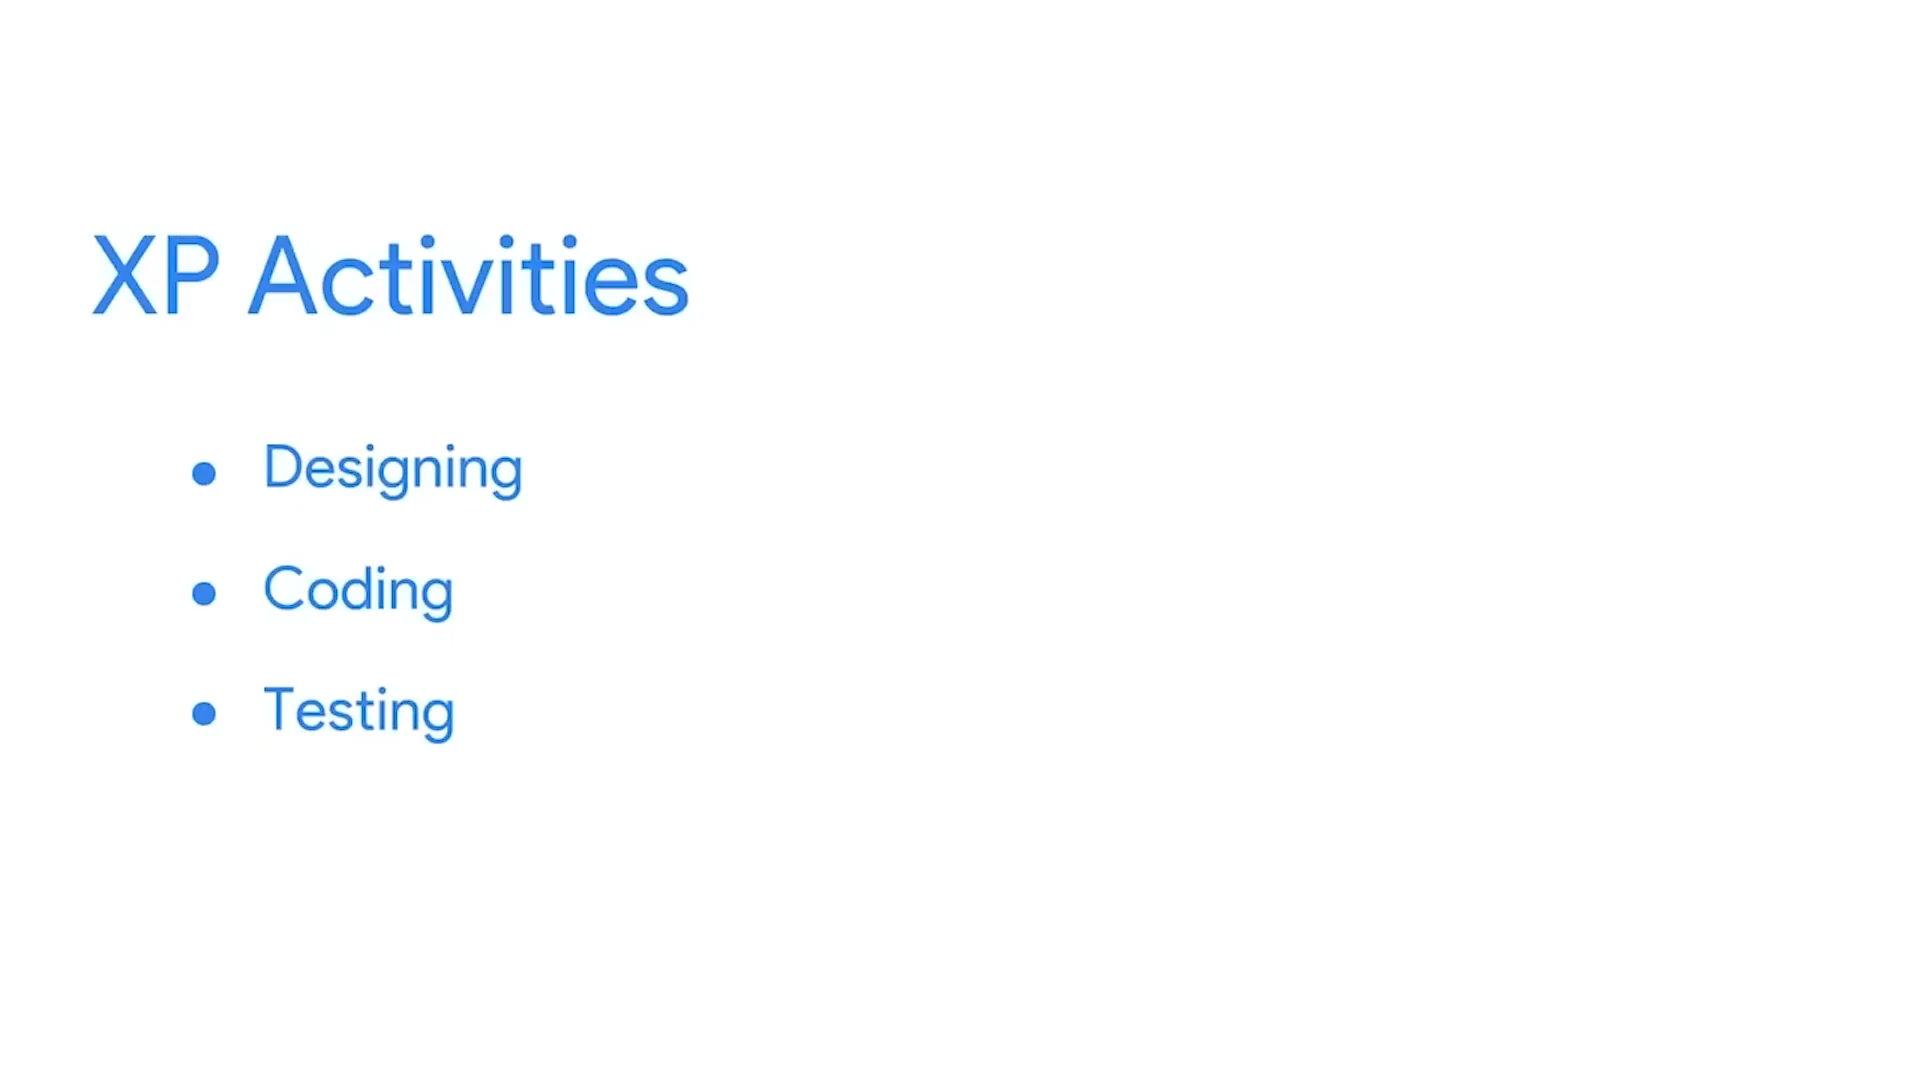 XP Activities
• Designing
• Coding
• Testing